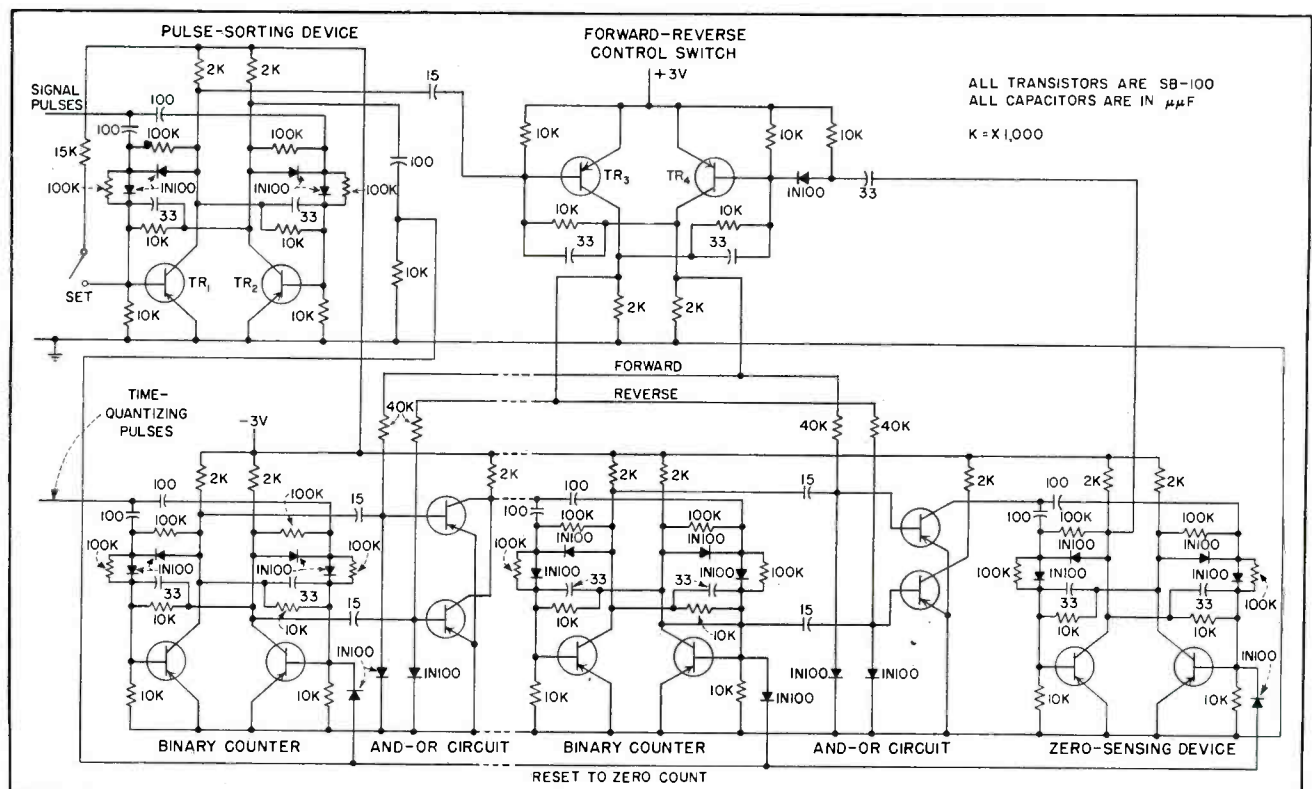 PULSE-SORTING DEVICE
FORWARD-REVERSE
CONTROL SWITCH
+3V
ALL TRANSISTORS ARE SB-100
ALL CAPACITORS ARE IN μμF
K = X 1,000
SIGNAL PULSES
2K
2K
15
100
100
100K
100K
15K
100
10K
10K
10K
100K
IN100
100K
TR3
TR4
IN100
33
33
33
10K
10K
10K
10K
33
33
SET
TR1
TR2
10K
10K
10K
2K
2K
FORWARD
REVERSE
TIME-
QUANTIZING
PULSES
-3V
40K
40K
40K
2K
2K
2K
2K
2K
2K
2K
2K
100
100
100K
100K
15
100
100
100K
100K
15
100
100
100K
100K
100K
IN100
100K
100K
IN100
IN100
100K
100K
IN100
IN100
100K
33
33
15
33
33
15
33
33
10K
10K
10K
10K
10K
10K
IN100
IN100
IN100
IN100
IN100
IN100
10K
10K
10K
10K
10K
10K
BINARY COUNTER
AND-OR CIRCUIT
BINARY COUNTER
AND-OR CIRCUIT
ZERO-SENSING DEVICE
RESET TO ZERO COUNT